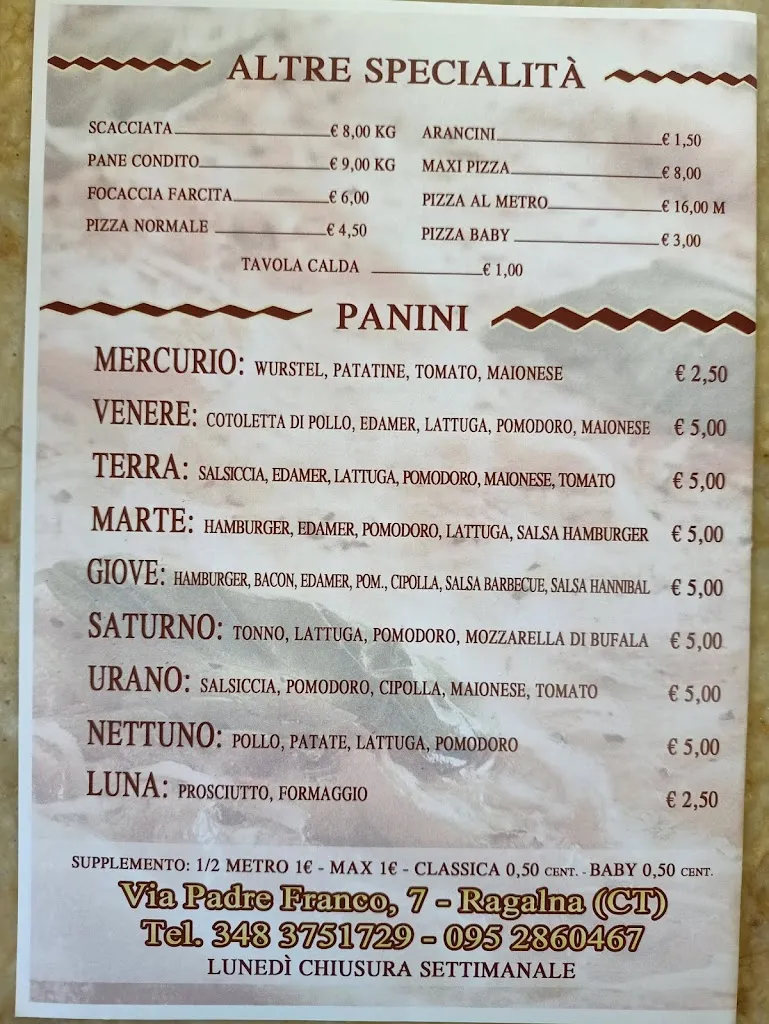 ALTRE SPECIALITÀ
SCACCIATA € 8,00 KG
PANE CONDITO € 9,00 KG
FOCACCIA FARCITA € 6,00
PIZZA NORMALE € 4,50
ARANCINI € 1,50
MAXI PIZZA € 8,00
PIZZA AL METRO € 16,00 M
PIZZA BABY € 3,00
TAVOLA CALDA € 1,00
PANINI
MERCURIO: WURSTEL, PATATINE, TOMATO, MAIONESE € 2,50
VENERE: COTOLETTA DI POLLO, EDAMER, LATTUGA, POMODORO, MAIONESE € 5,00
TERRA: SALSICCIA, EDAMER, LATTUGA, POMODORO, MAIONESE, TOMATO € 5,00
MARTE: HAMBURGER, EDAMER, POMODORO, LATTUGA, SALSA HAMBURGER € 5,00
GIOVE: HAMBURGER, BACON, EDAMER, POM., CIPOLLA, SALSA BARBECUE, SALSA HANNIBAL € 5,00
SATURNO: TONNO, LATTUGA, POMODORO, MOZZARELLA DI BUFALA € 5,00
URANO: SALSICCIA, POMODORO, CIPOLLA, MAIONESE, TOMATO € 5,00
NETTUNO: POLLO, PATATE, LATTUGA, POMODORO € 5,00
LUNA: PROSCIUTTO, FORMAGGIO € 2,50
SUPPLEMENTO: 1/2 METRO 1€ - MAX 1€ - CLASSICA 0,50 CENT. - BABY 0,50 CENT.
Via Padre Franco, 7 - Ragalna (CT)
Tel. 348 3751729 - 095 2860467
LUNEDÌ CHIUSURA SETTIMANALE